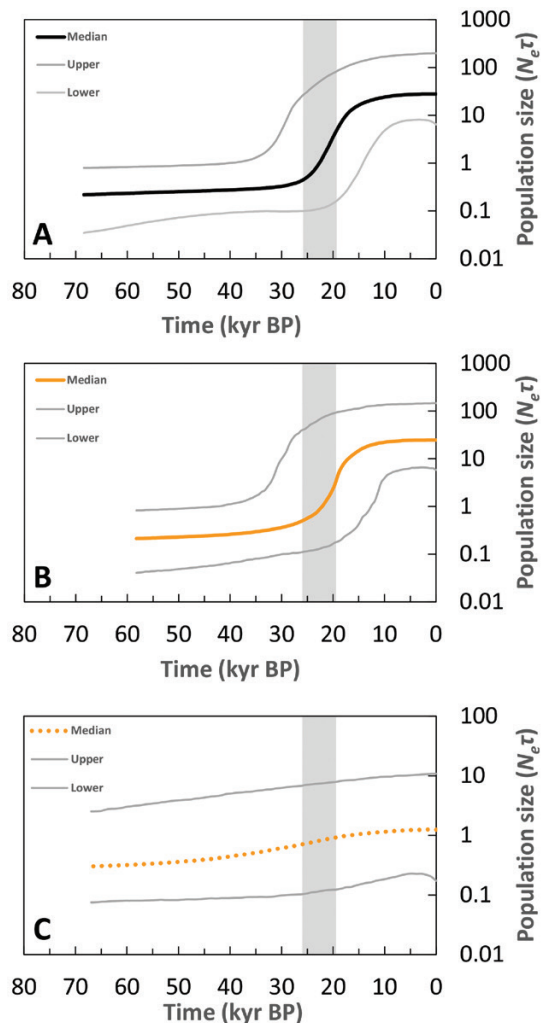 Median
Upper
Lower
A
1000
100
10
1
0.1
0.01
Population size (Neτ)
80 70 60 50 40 30 20 10 0
Time (kyr BP)
Median
Upper
Lower
B
1000
100
10
1
0.1
0.01
Population size (Neτ)
80 70 60 50 40 30 20 10 0
Time (kyr BP)
Median
Upper
Lower
C
100
10
1
0.1
0.01
Population size (Neτ)
80 70 60 50 40 30 20 10 0
Time (kyr BP)